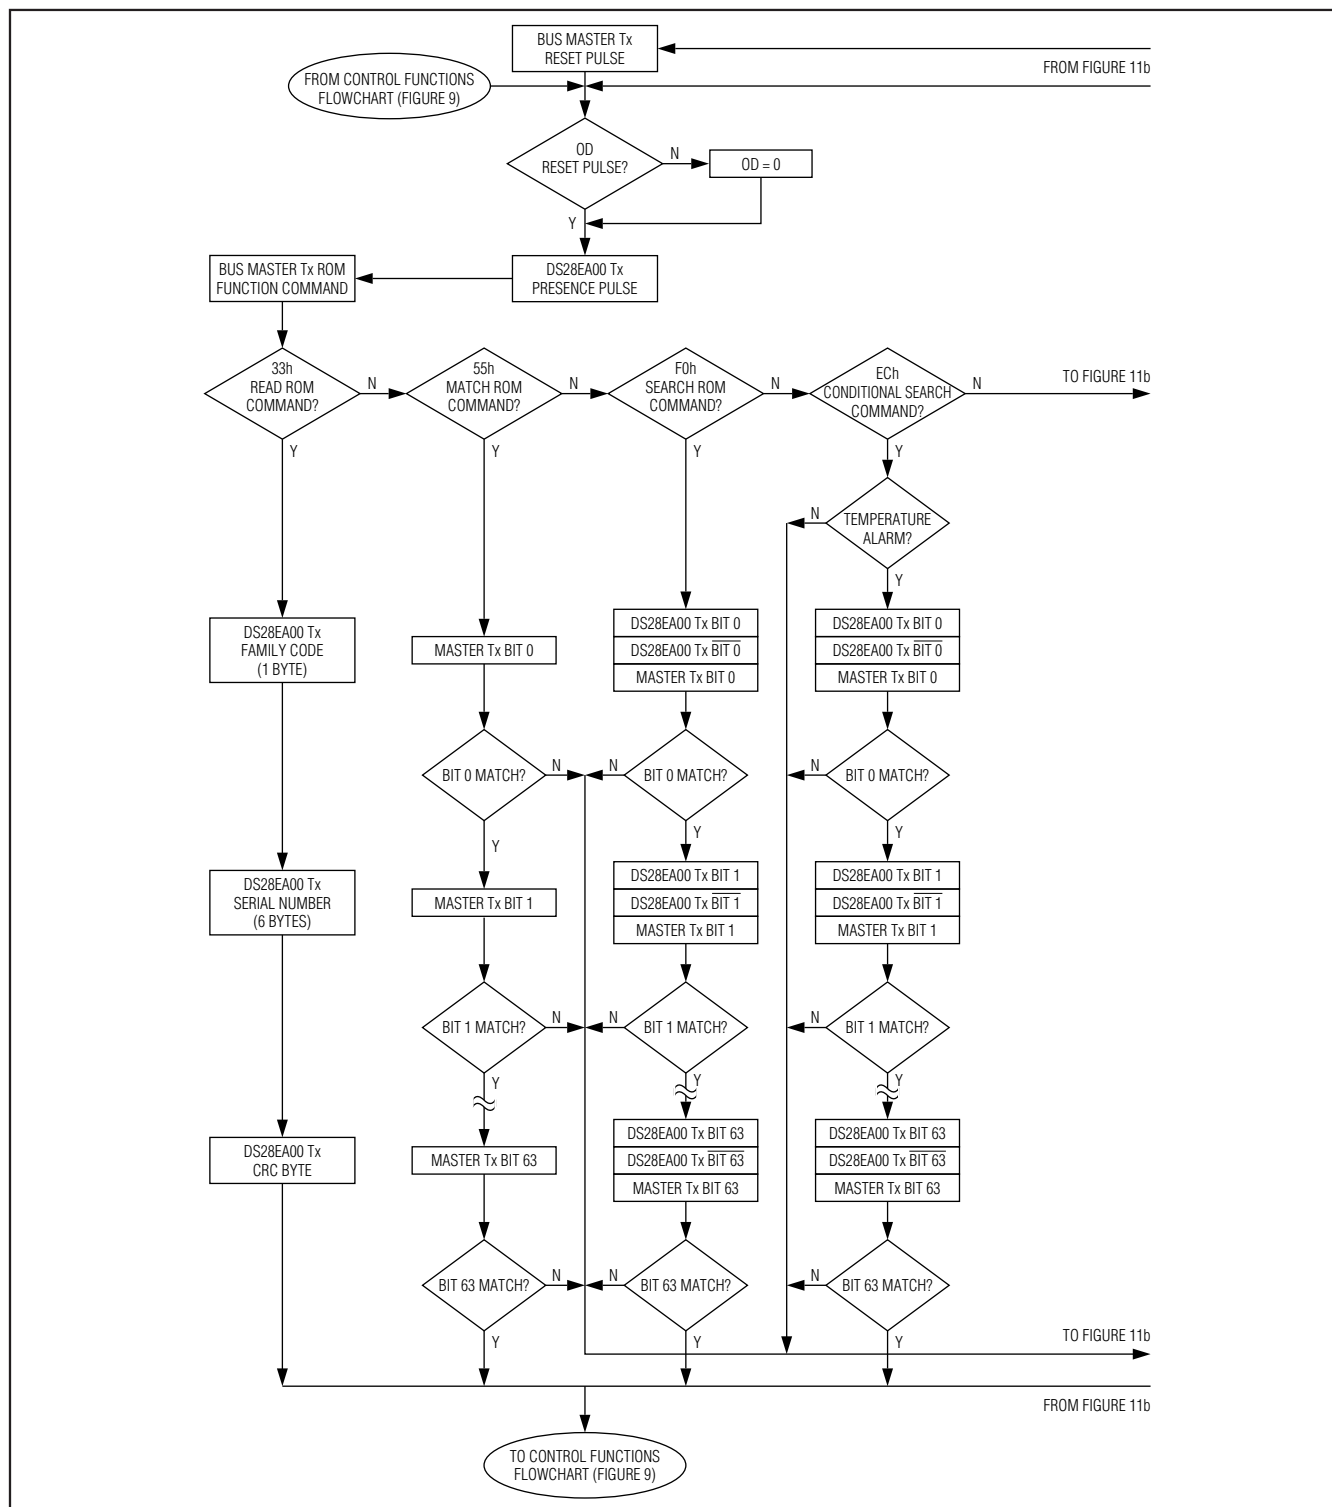 BUS MASTER Tx
RESET PULSE
FROM FIGURE 11b
FROM CONTROL FUNCTIONS
FLOWCHART (FIGURE 9)
OD
RESET PULSE?
N
OD = 0
Y
BUS MASTER Tx ROM
FUNCTION COMMAND
DS28EA00 Tx
PRESENCE PULSE
33h
READ ROM
COMMAND?
N
55h
MATCH ROM
COMMAND?
N
F0h
SEARCH ROM
COMMAND?
N
ECh
CONDITIONAL SEARCH
COMMAND?
N
TO FIGURE 11b
Y
Y
Y
Y
N
TEMPERATURE
ALARM?
Y
DS28EA00 Tx
FAMILY CODE
(1 BYTE)
MASTER Tx BIT 0
DS28EA00 Tx BIT 0
DS28EA00 Tx B̅I̅T̅ ̅0̅
MASTER Tx BIT 0
DS28EA00 Tx BIT 0
DS28EA00 Tx B̅I̅T̅ ̅0̅
MASTER Tx BIT 0
BIT 0 MATCH?
N
N
BIT 0 MATCH?
N
BIT 0 MATCH?
Y
Y
Y
DS28EA00 Tx
SERIAL NUMBER
(6 BYTES)
MASTER Tx BIT 1
DS28EA00 Tx BIT 1
DS28EA00 Tx B̅I̅T̅ ̅1̅
MASTER Tx BIT 1
DS28EA00 Tx BIT 1
DS28EA00 Tx B̅I̅T̅ ̅1̅
MASTER Tx BIT 1
BIT 1 MATCH?
N
N
BIT 1 MATCH?
N
BIT 1 MATCH?
Y
Y
Y
DS28EA00 Tx
CRC BYTE
MASTER Tx BIT 63
DS28EA00 Tx BIT 63
DS28EA00 Tx B̅I̅T̅ ̅6̅3̅
MASTER Tx BIT 63
DS28EA00 Tx BIT 63
DS28EA00 Tx B̅I̅T̅ ̅6̅3̅
MASTER Tx BIT 63
BIT 63 MATCH?
N
N
BIT 63 MATCH?
N
BIT 63 MATCH?
Y
Y
Y
TO FIGURE 11b
FROM FIGURE 11b
TO CONTROL FUNCTIONS
FLOWCHART (FIGURE 9)